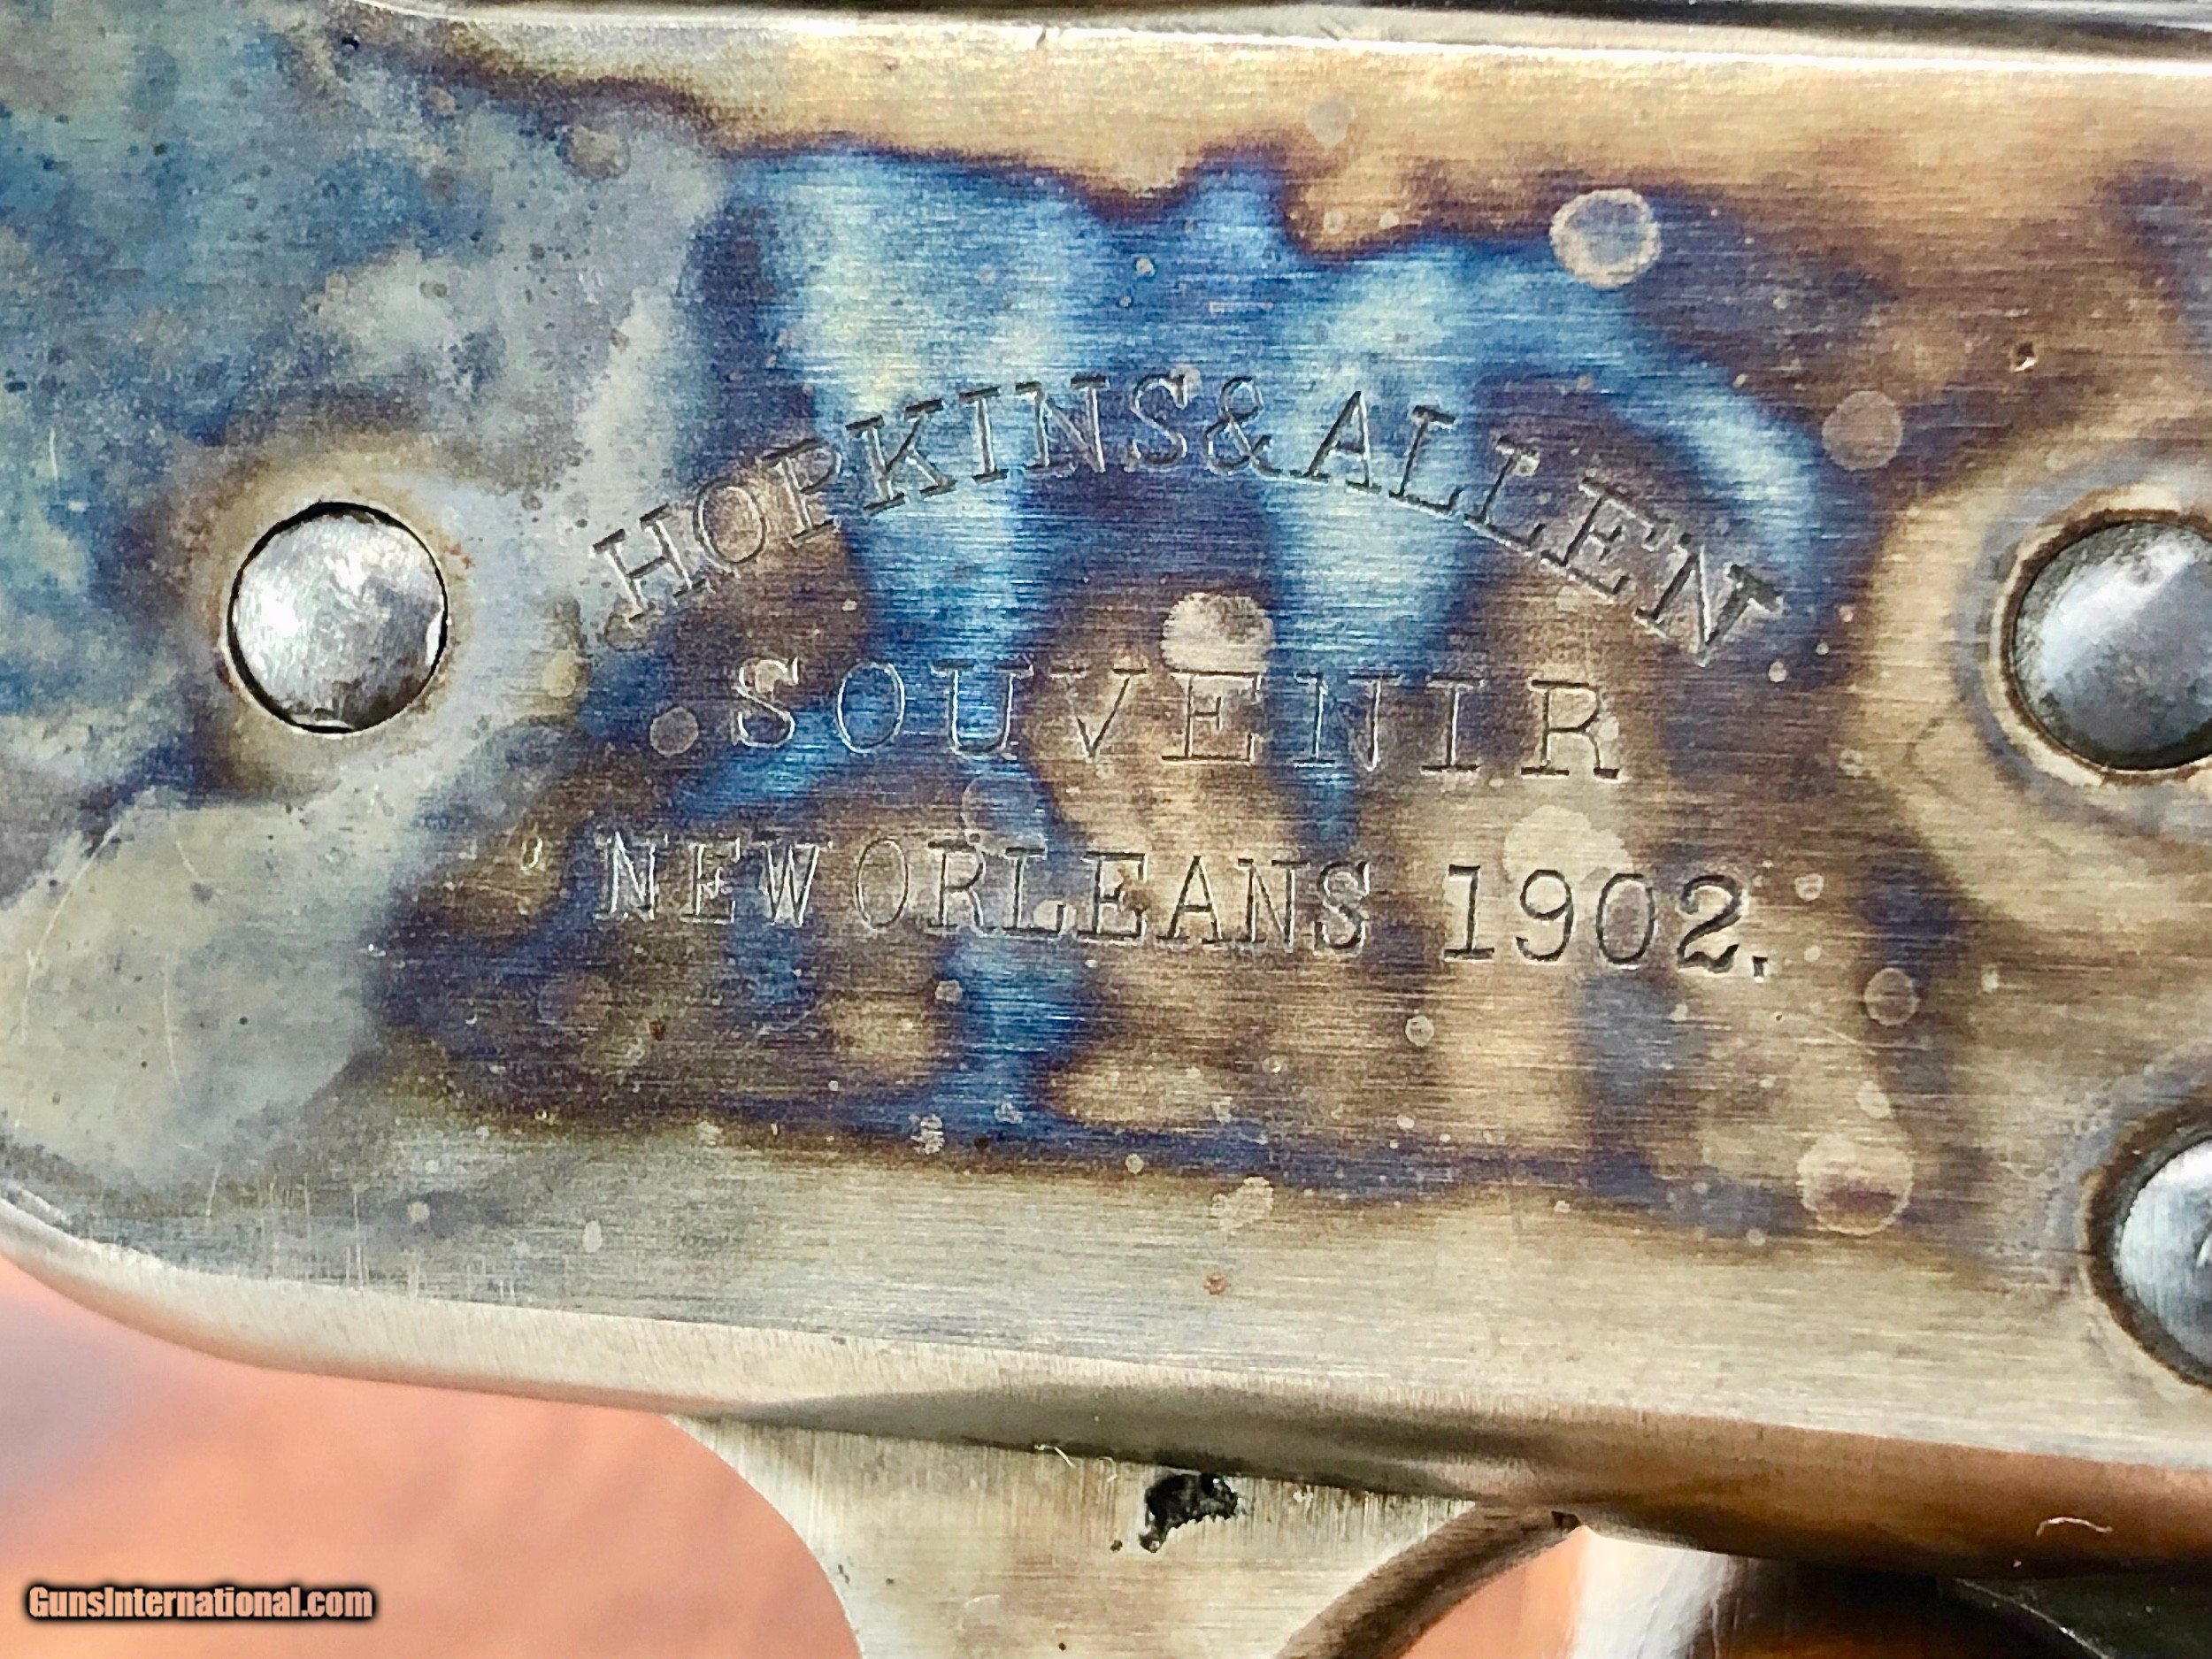 HOPKINS & ALLEN
SOUVENIR
NEW ORLEANS 1902.
GunsInternational.com